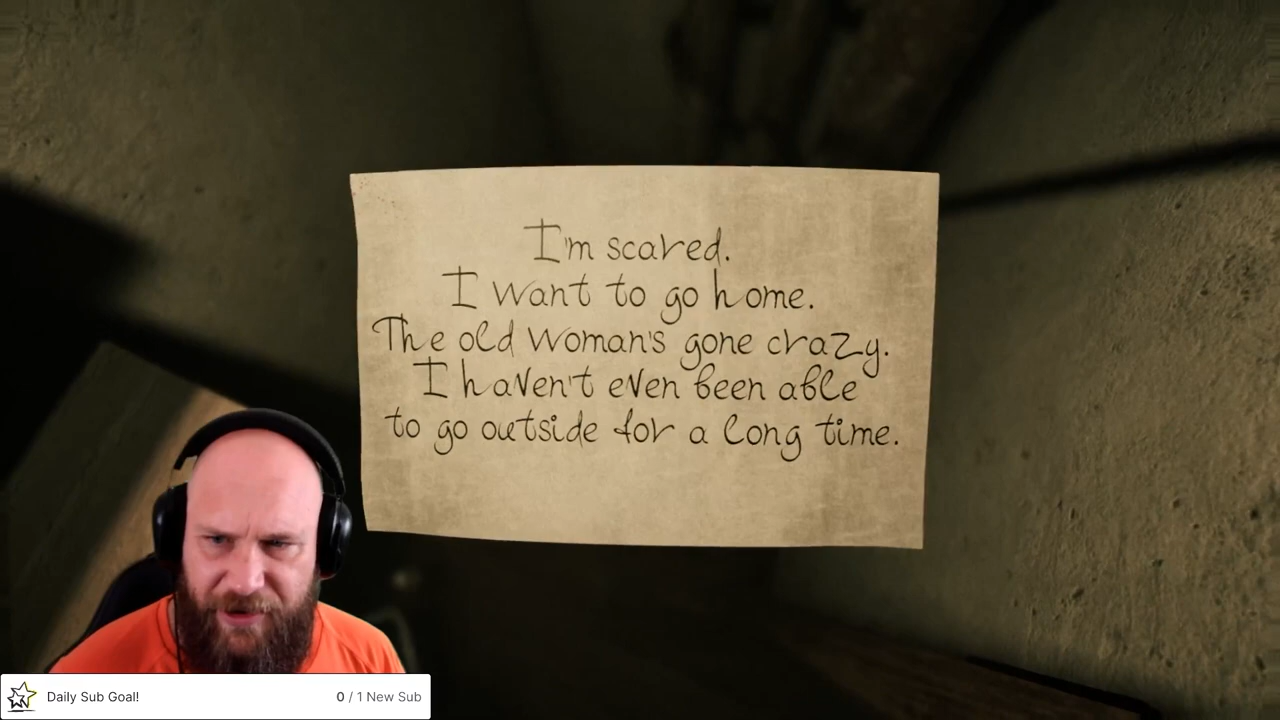 I'm scared.
I want to go home.
The old woman's gone crazy.
I haven't even been able
to go outside for a long time.
Daily Sub Goal!
0 / 1 New Sub